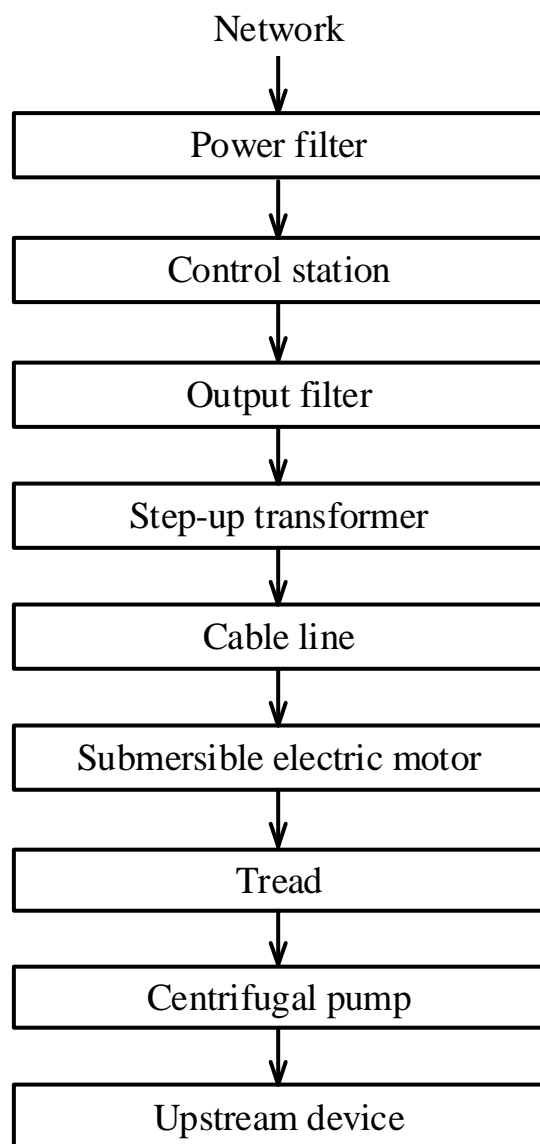 Network
Power filter
Control station
Output filter
Step-up transformer
Cable line
Submersible electric motor
Tread
Centrifugal pump
Upstream device